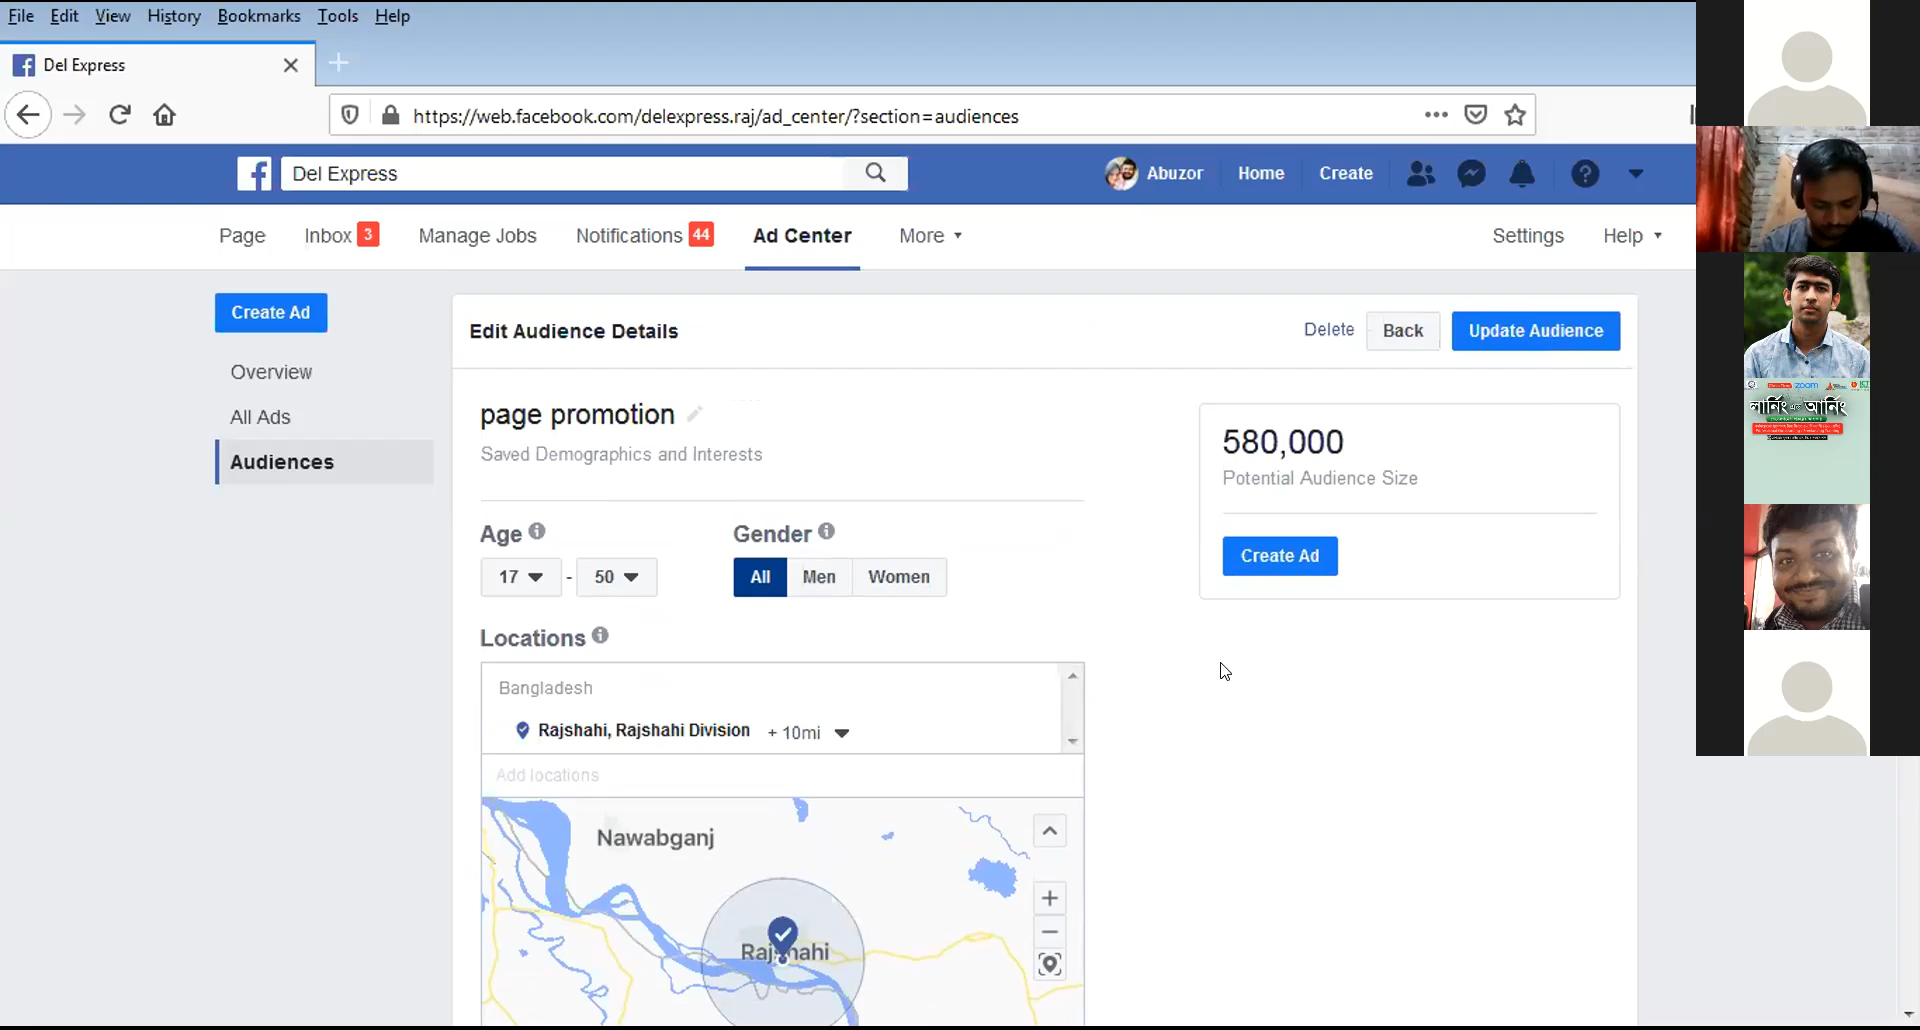 File Edit View History Bookmarks Tools Help
Del Express
https://web.facebook.com/delexpress.raj/ad_center/?section=audiences
Del Express
Abuzor Home Create
Page Inbox 3 Manage Jobs Notifications 44 Ad Center More Settings Help
Create Ad
Overview
All Ads
Audiences
Edit Audience Details
Delete Back Update Audience
page promotion
Saved Demographics and Interests
580,000
Potential Audience Size
Create Ad
Age Gender
17 - 50 All Men Women
Locations
Bangladesh
Rajshahi, Rajshahi Division + 10mi
Add locations
Nawabganj
Rajshahi
zoom
লার্নিং আর্নিং